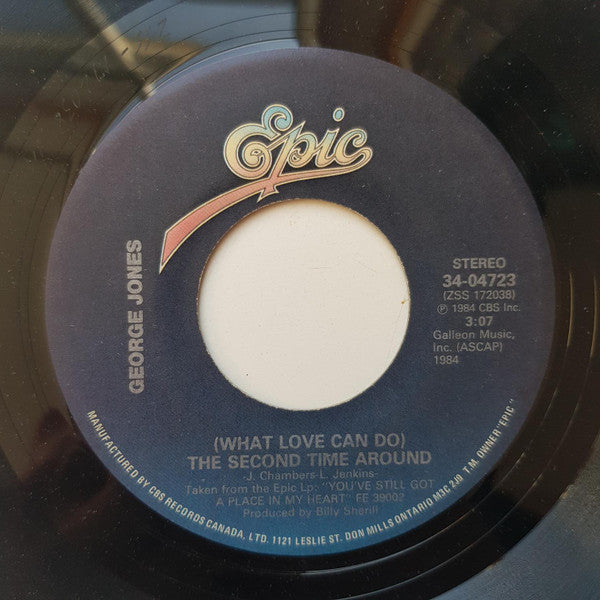 Epic
GEORGE JONES
STEREO
34-04723
(ZSS 172038)
Ⓟ 1984 CBS Inc.
3:07
Galleon Music,
Inc. (ASCAP)
1984
(WHAT LOVE CAN DO)
THE SECOND TIME AROUND
-J. Chambers-L. Jenkins-
Taken from the Epic Lp: "YOU'VE STILL GOT
A PLACE IN MY HEART" FE 39002
Produced by Billy Sherill
MANUFACTURED BY CBS RECORDS CANADA, LTD. 1121 LESLIE ST. DON MILLS ONTARIO M3C 2J9 T.M. OWNER "EPIC"